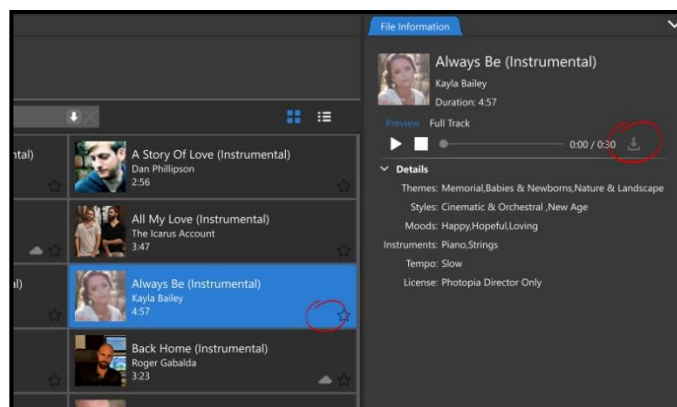 File Information
Always Be (Instrumental)
Kayla Bailey
Duration: 4:57
Preview Full Track
0:00 / 0:30
Details
Themes: Memorial,Babies & Newborns,Nature & Landscape
Styles: Cinematic & Orchestral ,New Age
Moods: Happy,Hopeful,Loving
Instruments: Piano,Strings
Tempo: Slow
License: Photopia Director Only
ntal)
A Story Of Love (Instrumental)
Dan Phillipson
2:56
All My Love (Instrumental)
The Icarus Account
3:47
al)
Always Be (Instrumental)
Kayla Bailey
4:57
Back Home (Instrumental)
Roger Gabalda
3:23